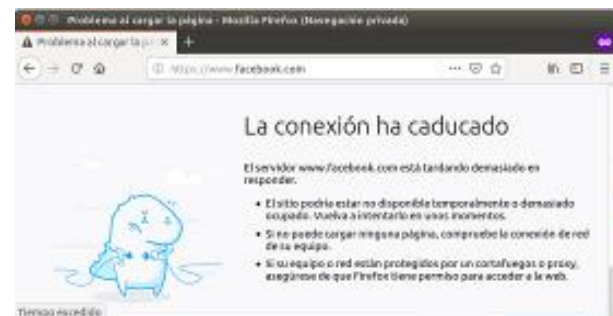 Problema al cargar la página - Mozilla Firefox (Navegación privada)
Problema al cargar la p
https://www.facebook.com
La conexión ha caducado
El servidor www.facebook.com está tardando demasiado en
responder.
• El sitio podría estar no disponible temporalmente o demasiado
ocupado. Vuelva a intentarlo en unos momentos.
• Si no puede cargar ninguna página, compruebe la conexión de red
de su equipo.
• Si su equipo o red están protegidos por un cortafuegos o proxy,
asegúrese de que Firefox tiene permiso para acceder a la web.
Tiempo excedido